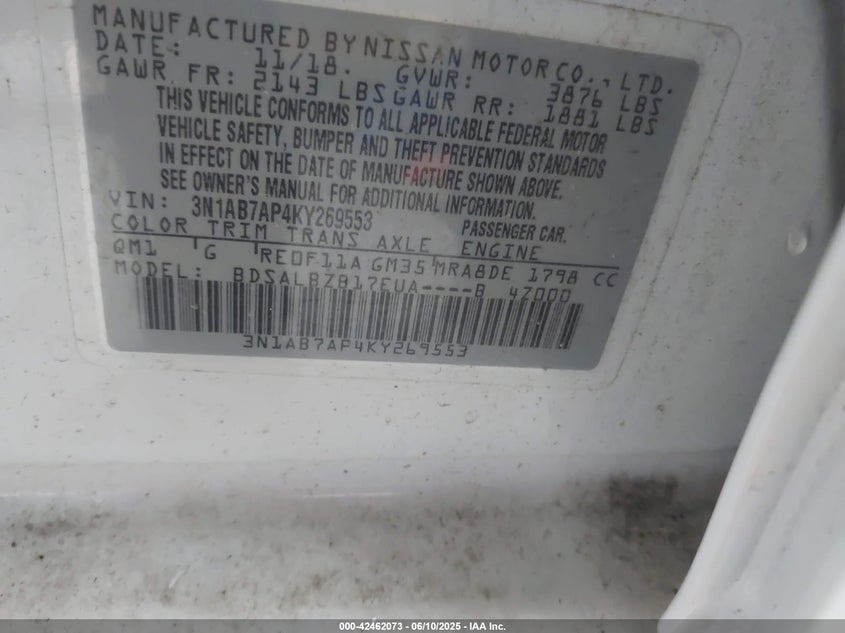 MANUFACTURED BY NISSAN MOTOR CO., LTD.
DATE: 11/18. GVWR: 3876 LBS
GAWR FR: 2143 LBS GAWR RR: 1881 LBS
THIS VEHICLE CONFORMS TO ALL APPLICABLE FEDERAL MOTOR
VEHICLE SAFETY, BUMPER AND THEFT PREVENTION STANDARDS
IN EFFECT ON THE DATE OF MANUFACTURE SHOWN ABOVE.
SEE OWNER'S MANUAL FOR ADDITIONAL INFORMATION.
VIN: 3N1AB7AP4KY269553 PASSENGER CAR.
COLOR TRIM TRANS AXLE ENGINE
QM1 G RE0F11A GM35 MRA8DE 1798 CC
MODEL: BDSALBZB17EUA----B 4Z000
3N1AB7AP4KY269553
000-42462073 - 06/10/2025 - IAA Inc.